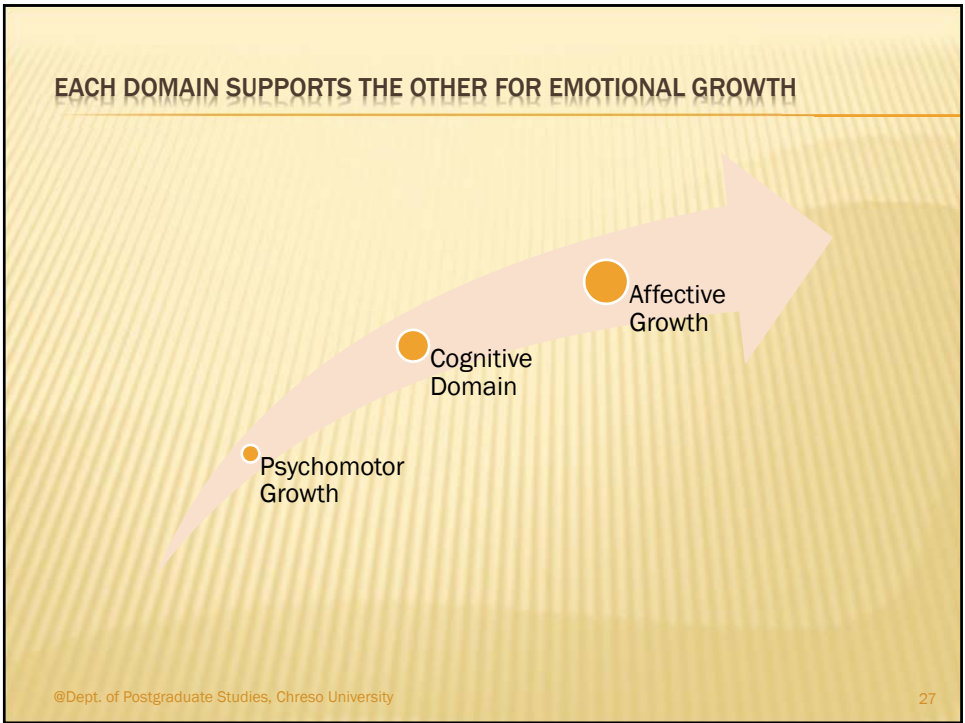 EACH DOMAIN SUPPORTS THE OTHER FOR EMOTIONAL GROWTH
Affective
Growth
Cognitive
Domain
Psychomotor
Growth
@Dept. of Postgraduate Studies, Chreso University
27